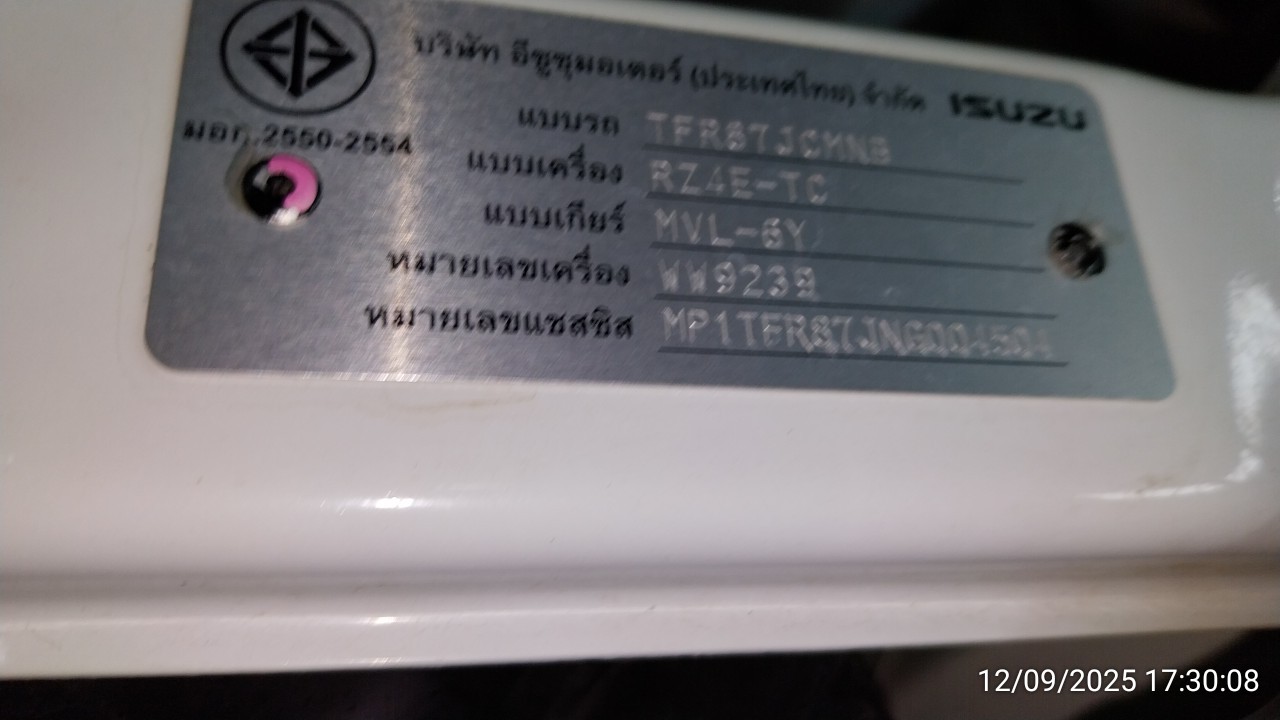 บริษัท อีซูซุมอเตอร์ (ประเทศไทย) จำกัด ISUZU
มอก.2550-2554
แบบรถ TFR87JCMN8
แบบเครื่อง RZ4E-TC
แบบเกียร์ MVL-6Y
หมายเลขเครื่อง WW9239
หมายเลขแชสซิส MP1TFR87JNG004504
12/09/2025 17:30:08